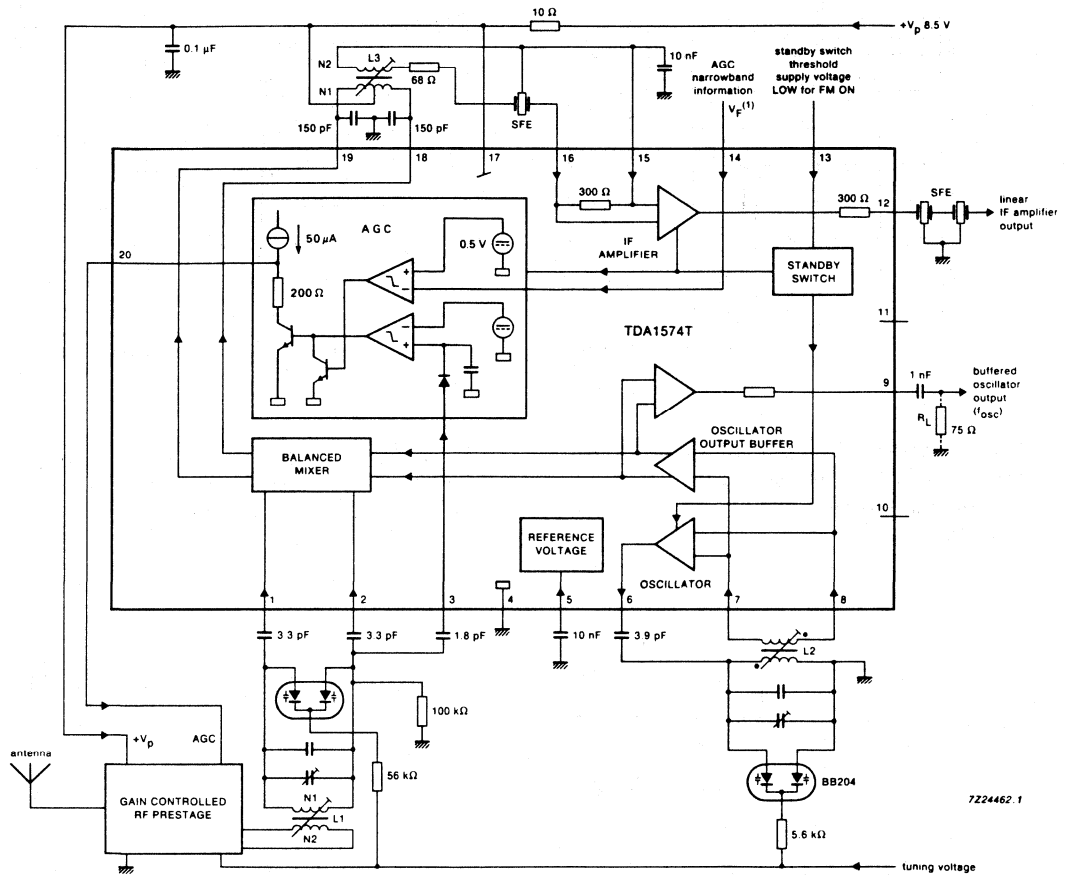 10 Ω
+Vp 8.5 V
0.1 µF
N2
L3
N1
68 Ω
SFE
10 nF
AGC
narrowband
information
VF(1)
standby switch
threshold
supply voltage
LOW for FM ON
150 pF
150 pF
19
18
17
16
15
14
13
300 Ω
300 Ω
12
SFE
linear
IF amplifier
output
A G C
50 µA
0.5 V
IF
AMPLIFIER
STANDBY
SWITCH
20
200 Ω
11
TDA1574T
9
1 nF
buffered
oscillator
output
(fosc)
RL
75 Ω
OSCILLATOR
OUTPUT BUFFER
BALANCED
MIXER
10
REFERENCE
VOLTAGE
OSCILLATOR
1
2
3
4
5
6
7
8
3.3 pF
3.3 pF
1.8 pF
10 nF
3.9 pF
L2
100 kΩ
+Vp
AGC
antenna
56 kΩ
BB204
GAIN CONTROLLED
RF PRESTAGE
N1
L1
N2
5.6 kΩ
7Z24462.1
tuning voltage